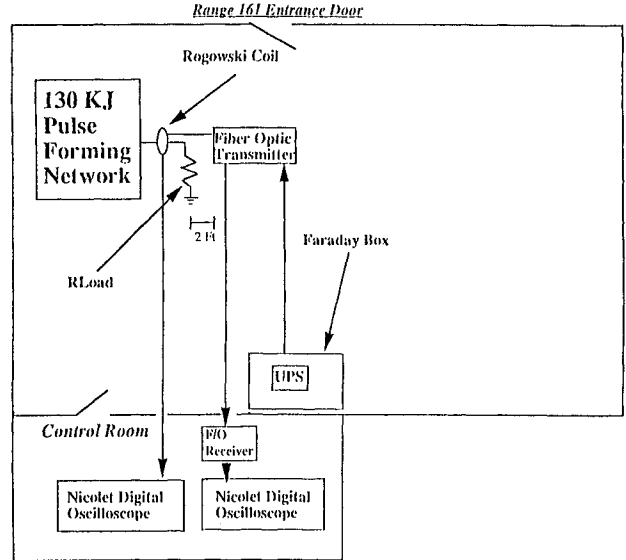 Range 161 Entrance Door
Rogowski Coil
130 KJ
Pulse
Forming
Network
Fiber Optic
Transmitter
2 Ft
Faraday Box
RLoad
UPS
Control Room
F/O
Receiver
Nicolet Digital
Oscilloscope
Nicolet Digital
Oscilloscope